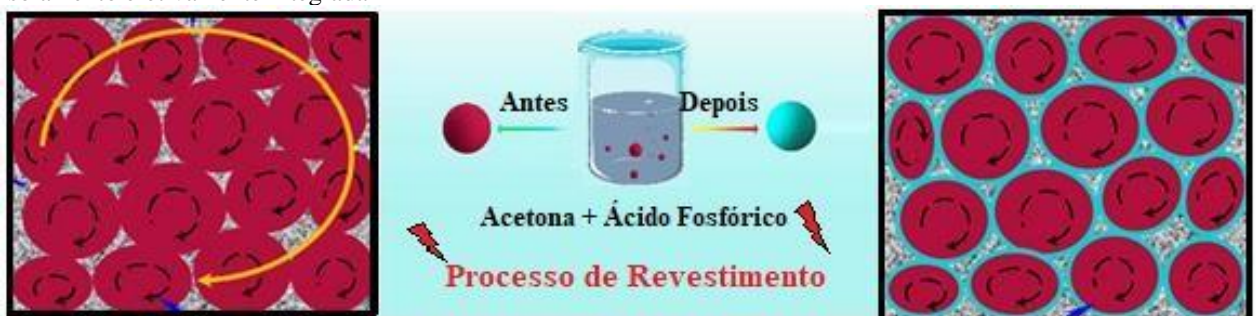 Antes
Depois
Acetona + Ácido Fosfórico
Processo de Revestimento